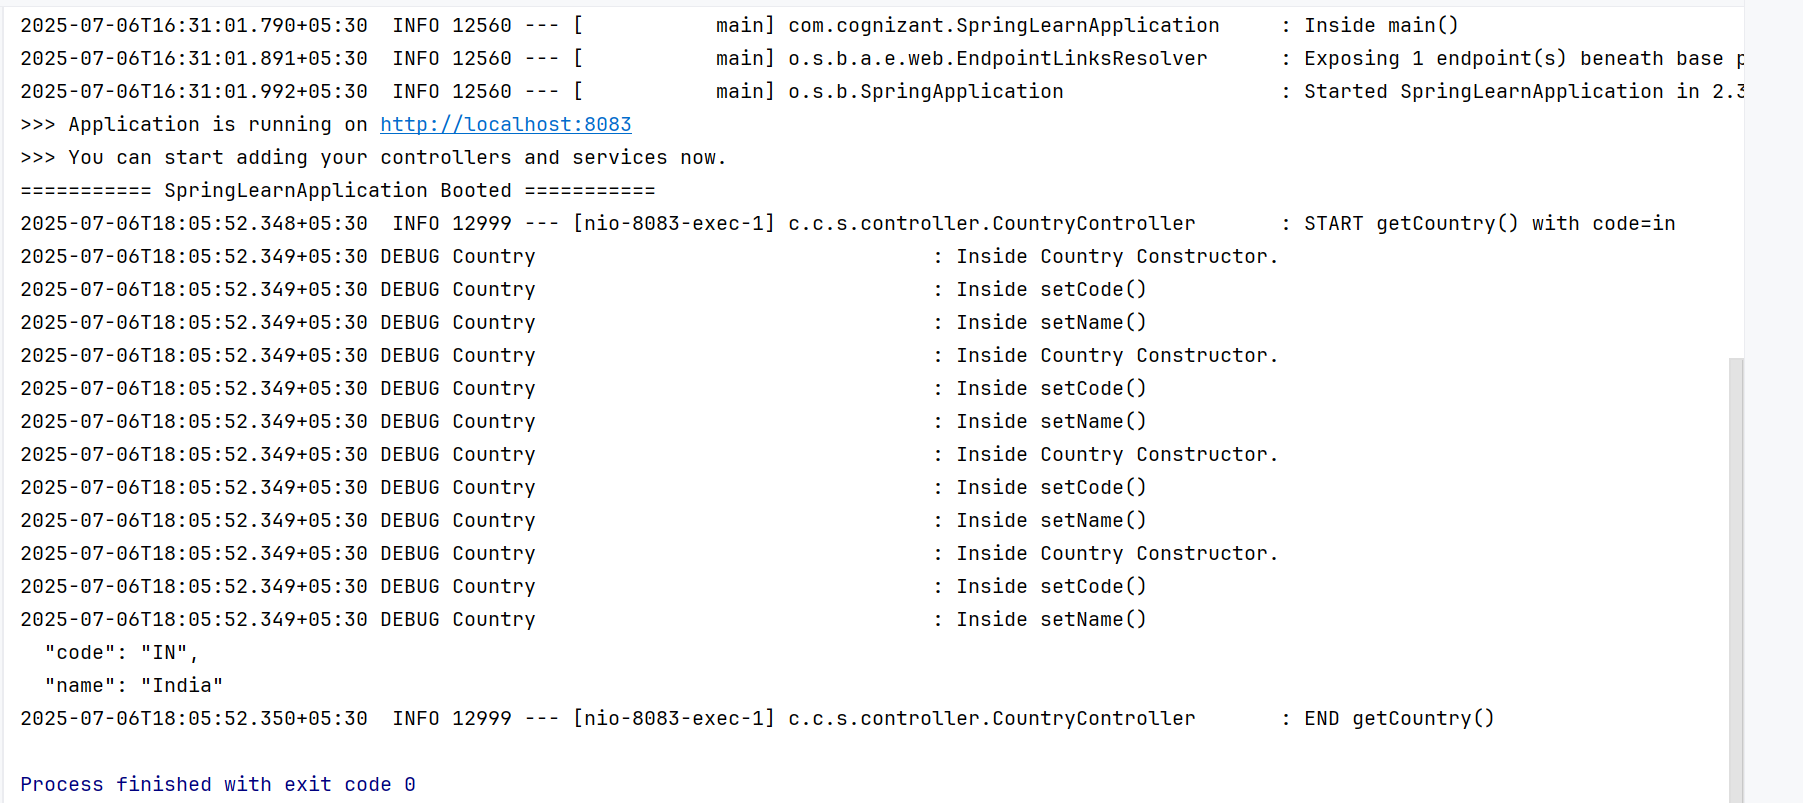 2025-07-06T16:31:01.790+05:30  INFO 12560 --- [           main] com.cognizant.SpringLearnApplication     : Inside main()
2025-07-06T16:31:01.891+05:30  INFO 12560 --- [           main] o.s.b.a.e.web.EndpointLinksResolver      : Exposing 1 endpoint(s) beneath base
2025-07-06T16:31:01.992+05:30  INFO 12560 --- [           main] o.s.b.SpringApplication                  : Started SpringLearnApplication in 2.3
>>> Application is running on http://localhost:8083
>>> You can start adding your controllers and services now.
=========== SpringLearnApplication Booted ===========
2025-07-06T18:05:52.348+05:30  INFO 12999 --- [nio-8083-exec-1] c.c.s.controller.CountryController       : START getCountry() with code=in
2025-07-06T18:05:52.349+05:30 DEBUG Country                                 : Inside Country Constructor.
2025-07-06T18:05:52.349+05:30 DEBUG Country                                 : Inside setCode()
2025-07-06T18:05:52.349+05:30 DEBUG Country                                 : Inside setName()
2025-07-06T18:05:52.349+05:30 DEBUG Country                                 : Inside Country Constructor.
2025-07-06T18:05:52.349+05:30 DEBUG Country                                 : Inside setCode()
2025-07-06T18:05:52.349+05:30 DEBUG Country                                 : Inside setName()
2025-07-06T18:05:52.349+05:30 DEBUG Country                                 : Inside Country Constructor.
2025-07-06T18:05:52.349+05:30 DEBUG Country                                 : Inside setCode()
2025-07-06T18:05:52.349+05:30 DEBUG Country                                 : Inside setName()
2025-07-06T18:05:52.349+05:30 DEBUG Country                                 : Inside Country Constructor.
2025-07-06T18:05:52.349+05:30 DEBUG Country                                 : Inside setCode()
2025-07-06T18:05:52.349+05:30 DEBUG Country                                 : Inside setName()
  "code": "IN",
  "name": "India"
2025-07-06T18:05:52.350+05:30  INFO 12999 --- [nio-8083-exec-1] c.c.s.controller.CountryController       : END getCountry()
Process finished with exit code 0